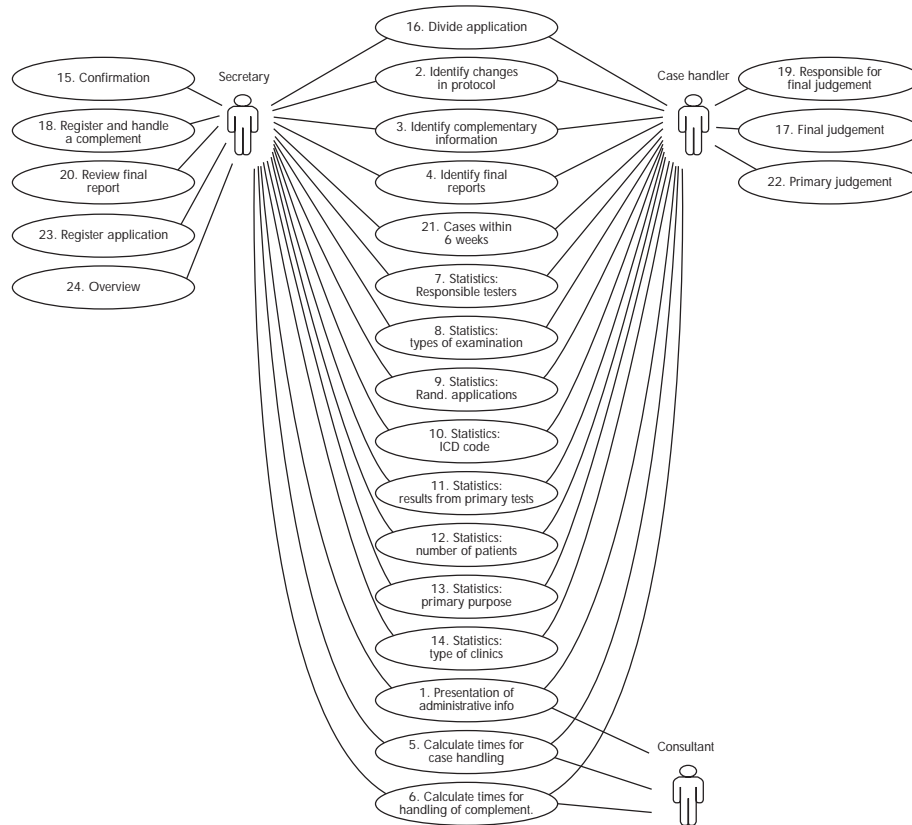 16. Divide application
Secretary
Case handler
15. Confirmation
2. Identify changes
in protocol
19. Responsible for
final judgement
18. Register and handle
a complement
3. Identify complementary
information
17. Final judgement
20. Review final
report
4. Identify final
reports
22. Primary judgement
23. Register application
21. Cases within
6 weeks
24. Overview
7. Statistics:
Responsible testers
8. Statistics:
types of examination
9. Statistics:
Rand. applications
10. Statistics:
ICD code
11. Statistics:
results from primary tests
12. Statistics:
number of patients
13. Statistics:
primary purpose
14. Statistics:
type of clinics
1. Presentation of
administrative info
5. Calculate times for
case handling
Consultant
6. Calculate times for
handling of complement.